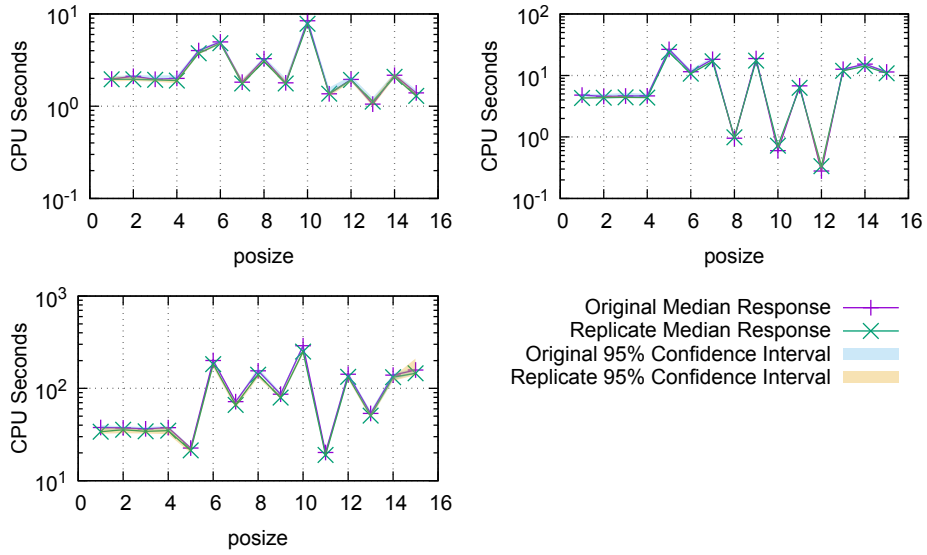 10^1
10^0
10^-1
CPU Seconds
0 2 4 6 8 10 12 14 16
posize
10^2
10^1
10^0
10^-1
CPU Seconds
0 2 4 6 8 10 12 14 16
posize
10^3
10^2
10^1
CPU Seconds
0 2 4 6 8 10 12 14 16
posize
Original Median Response
Replicate Median Response
Original 95% Confidence Interval
Replicate 95% Confidence Interval